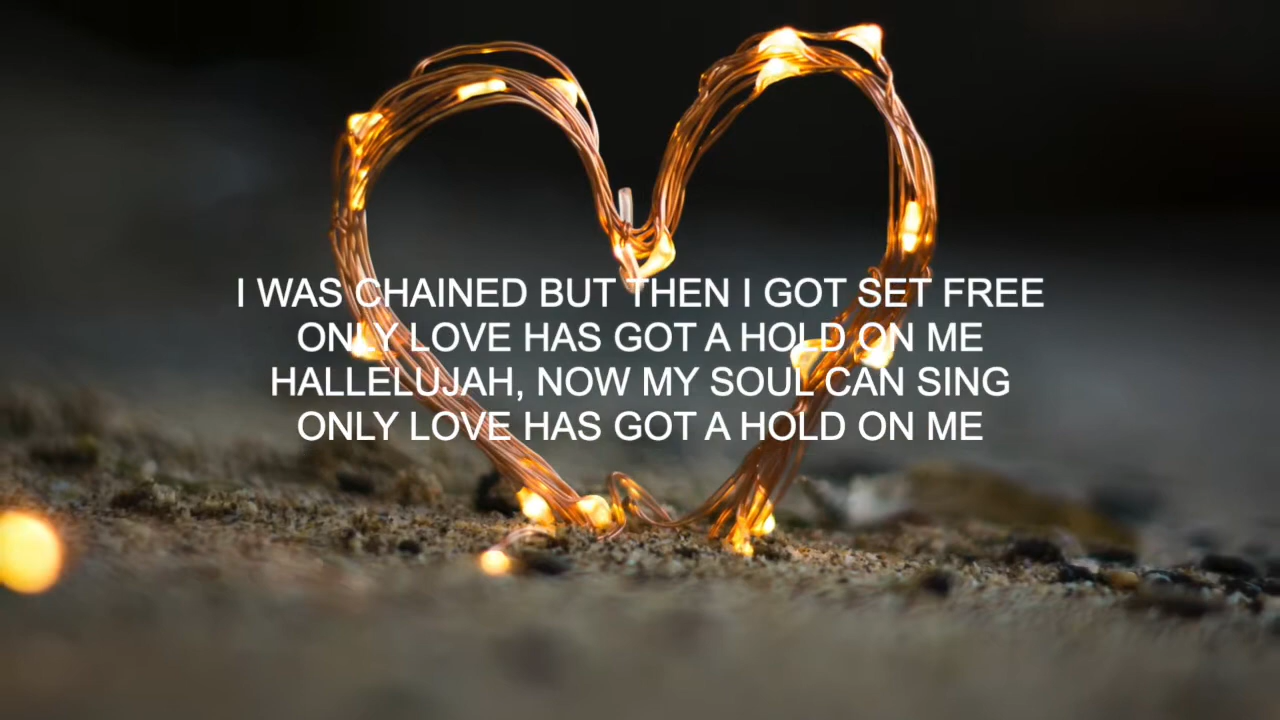 I WAS CHAINED BUT THEN I GOT SET FREE
ONLY LOVE HAS GOT A HOLD ON ME
HALLELUJAH, NOW MY SOUL CAN SING
ONLY LOVE HAS GOT A HOLD ON ME